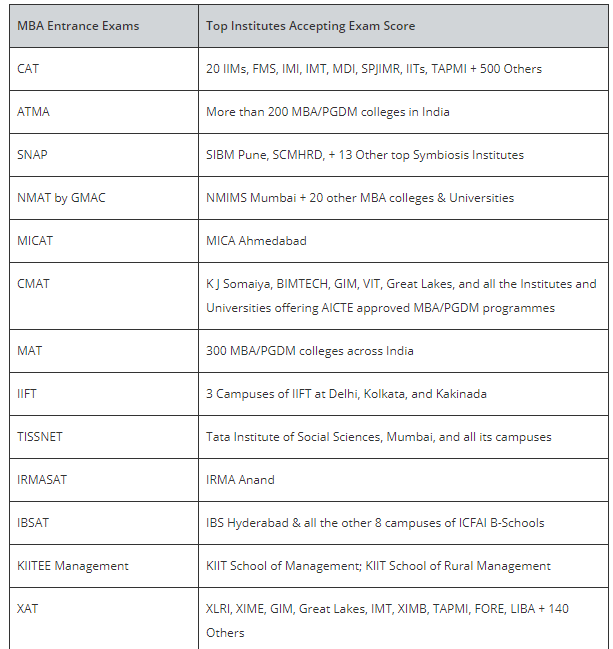 MBA Entrance Exams Top Institutes Accepting Exam Score
CAT 20 IIMs, FMS, IMI, IMT, MDI, SPJIMR, IITs, TAPMI + 500 Others
ATMA More than 200 MBA/PGDM colleges in India
SNAP SIBM Pune, SCMHRD, + 13 Other top Symbiosis Institutes
NMAT by GMAC NMIMS Mumbai + 20 other MBA colleges & Universities
MICAT MICA Ahmedabad
CMAT K J Somaiya, BIMTECH, GIM, VIT, Great Lakes, and all the Institutes and
Universities offering AICTE approved MBA/PGDM programmes
MAT 300 MBA/PGDM colleges across India
IIFT 3 Campuses of IIFT at Delhi, Kolkata, and Kakinada
TISSNET Tata Institute of Social Sciences, Mumbai, and all its campuses
IRMASAT IRMA Anand
IBSAT IBS Hyderabad & all the other 8 campuses of ICFAI B-Schools
KIITEE Management KIIT School of Management; KIIT School of Rural Management
XAT XLRI, XIME, GIM, Great Lakes, IMT, XIMB, TAPMI, FORE, LIBA + 140
Others